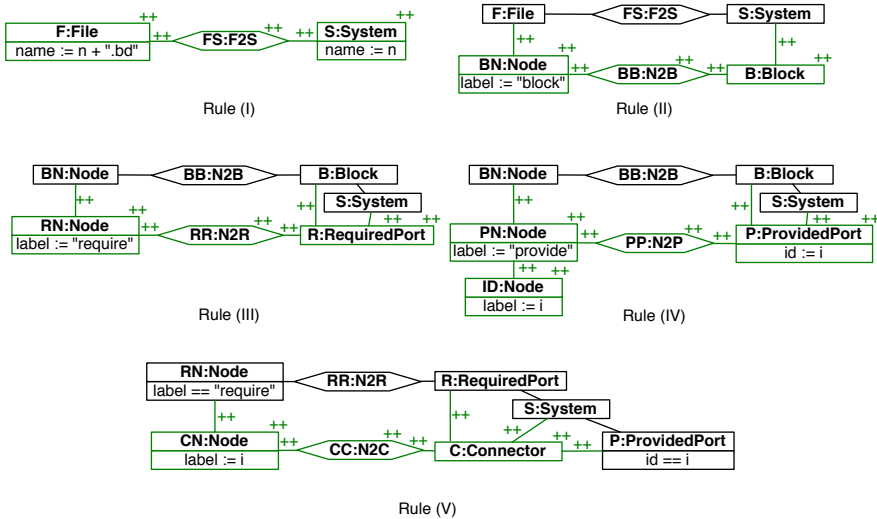 ++ ++ ++
F:File ++ FS:F2S ++ S:System
name := n + ".bd" name := n
Rule (I)
F:File FS:F2S S:System
++ ++ ++ ++ ++
BN:Node ++ BB:N2B ++ B:Block
label := "block"
Rule (II)
BN:Node BB:N2B B:Block
++ ++ S:System
++ ++ ++ ++
RN:Node ++ RR:N2R ++ R:RequiredPort
label := "require"
Rule (III)
BN:Node BB:N2B B:Block
++ ++ S:System
++ ++ ++ ++
PN:Node ++ PP:N2P ++ P:ProvidedPort
label := "provide" id := i
++ ++
ID:Node
label := i
Rule (IV)
RN:Node RR:N2R R:RequiredPort
label == "require"
S:System
++ ++
++ ++ ++ ++
CN:Node ++ CC:N2C ++ C:Connector ++ P:ProvidedPort
label := i id == i
Rule (V)